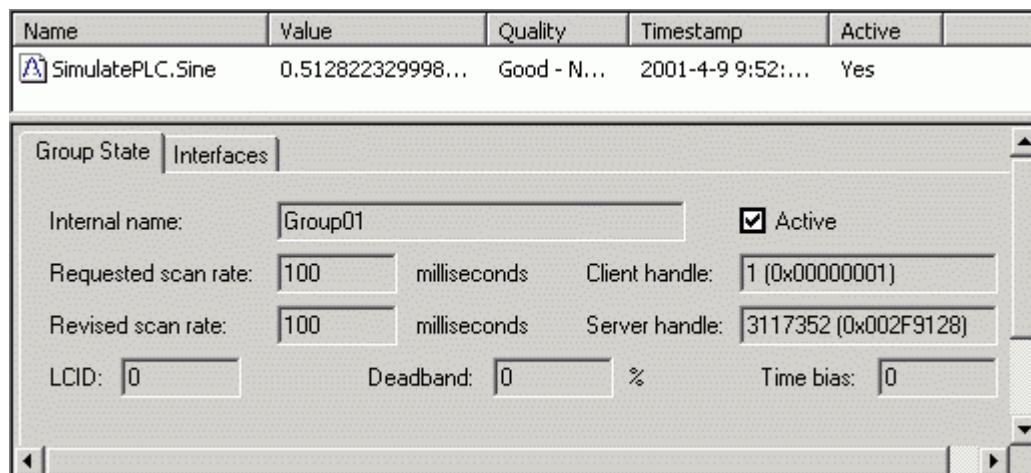 Name Value Quality Timestamp Active
SimulatePLC.Sine 0.512822329998... Good - N... 2001-4-9 9:52:... Yes
Group State Interfaces
Internal name: Group01 Active
Requested scan rate: 100 milliseconds Client handle: 1 (0x00000001)
Revised scan rate: 100 milliseconds Server handle: 3117352 (0x002F9128)
LCID: 0 Deadband: 0 % Time bias: 0